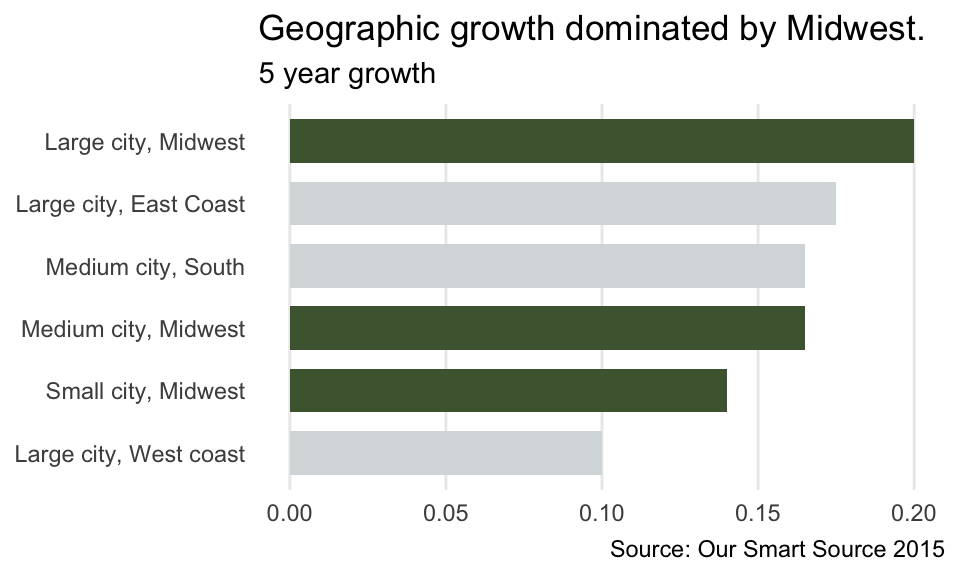 Geographic growth dominated by Midwest.
5 year growth
Large city, Midwest
Large city, East Coast
Medium city, South
Medium city, Midwest
Small city, Midwest
Large city, West coast
0.00 0.05 0.10 0.15 0.20
Source: Our Smart Source 2015